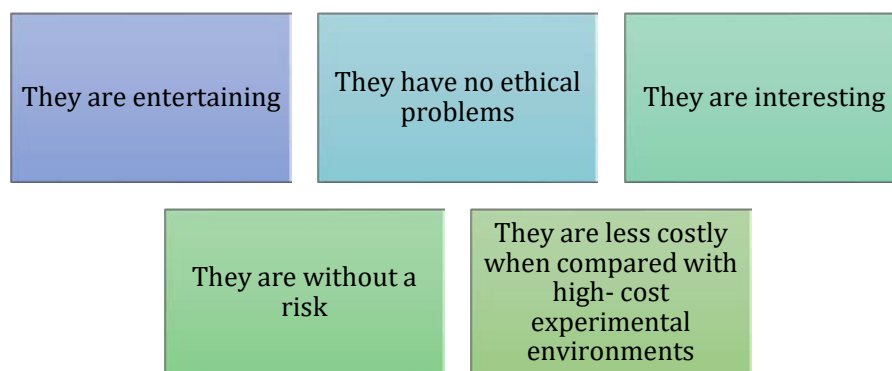 They are entertaining
They have no ethical
problems
They are interesting
They are without a
risk
They are less costly
when compared with
high- cost
experimental
environments